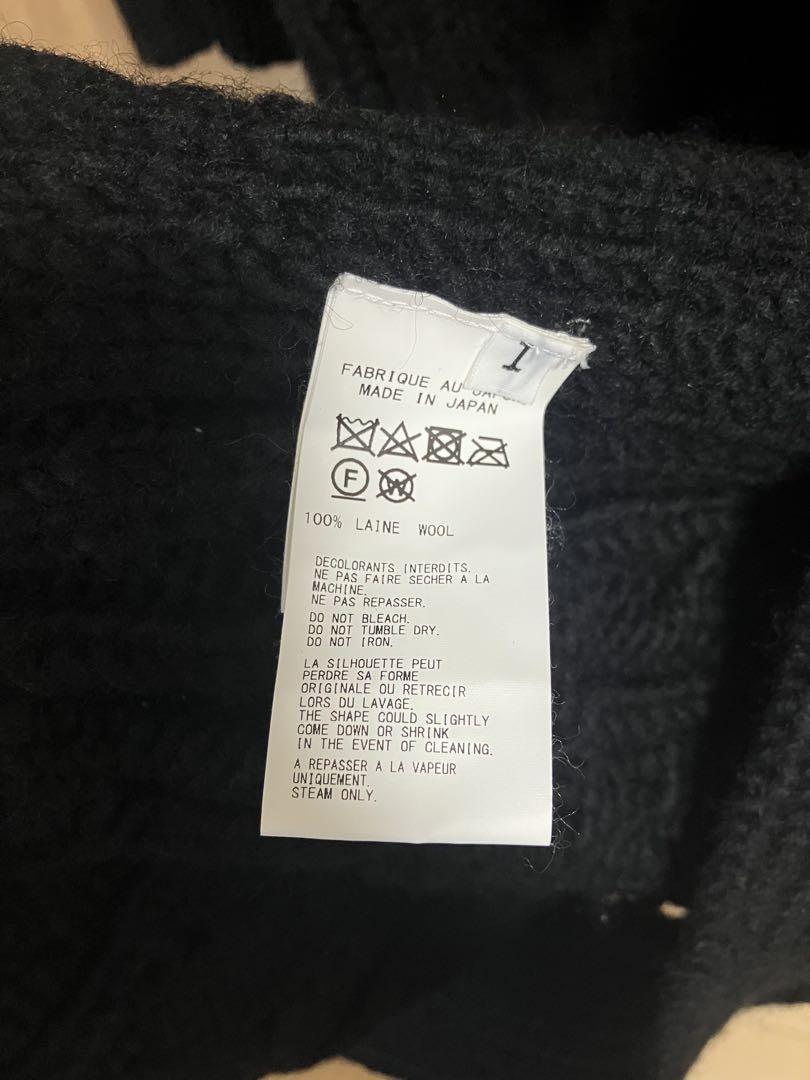 1
FABRIQUE AU
MADE IN JAPAN
F W
100% LAINE WOOL
DECOLORANTS INTERDITS.
NE PAS FAIRE SECHER A LA
MACHINE.
NE PAS REPASSER.
DO NOT BLEACH.
DO NOT TUMBLE DRY.
DO NOT IRON.
LA SILHOUETTE PEUT
PERDRE SA FORME
ORIGINALE OU RETRECIR
LORS DU LAVAGE.
THE SHAPE COULD SLIGHTLY
COME DOWN OR SHRINK
IN THE EVENT OF CLEANING.
A REPASSER A LA VAPEUR
UNIQUEMENT.
STEAM ONLY.